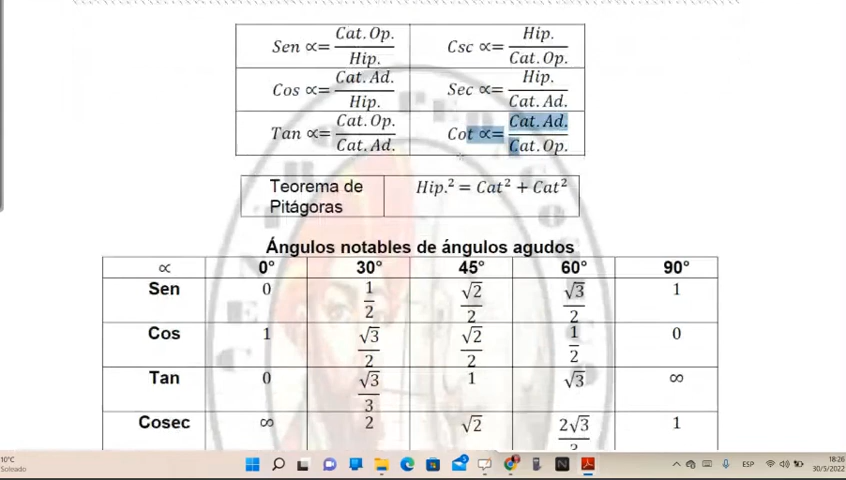 Sen ∝= Cat. Op. / Hip.    Csc ∝= Hip. / Cat. Op.
Cos ∝= Cat. Ad. / Hip.    Sec ∝= Hip. / Cat. Ad.
Tan ∝= Cat. Op. / Cat. Ad.    Cot ∝= Cat. Ad. / Cat. Op.
Teorema de Pitágoras    Hip.² = Cat² + Cat²
Ángulos notables de ángulos agudos
∝ 0° 30° 45° 60° 90°
Sen 0 1/2 √2/2 √3/2 1
Cos 1 √3/2 √2/2 1/2 0
Tan 0 √3/3 1 √3 ∞
Cosec ∞ 2 √2 2√3/3 1
10°C
Soleado
ESP
18:26
30/3/2022